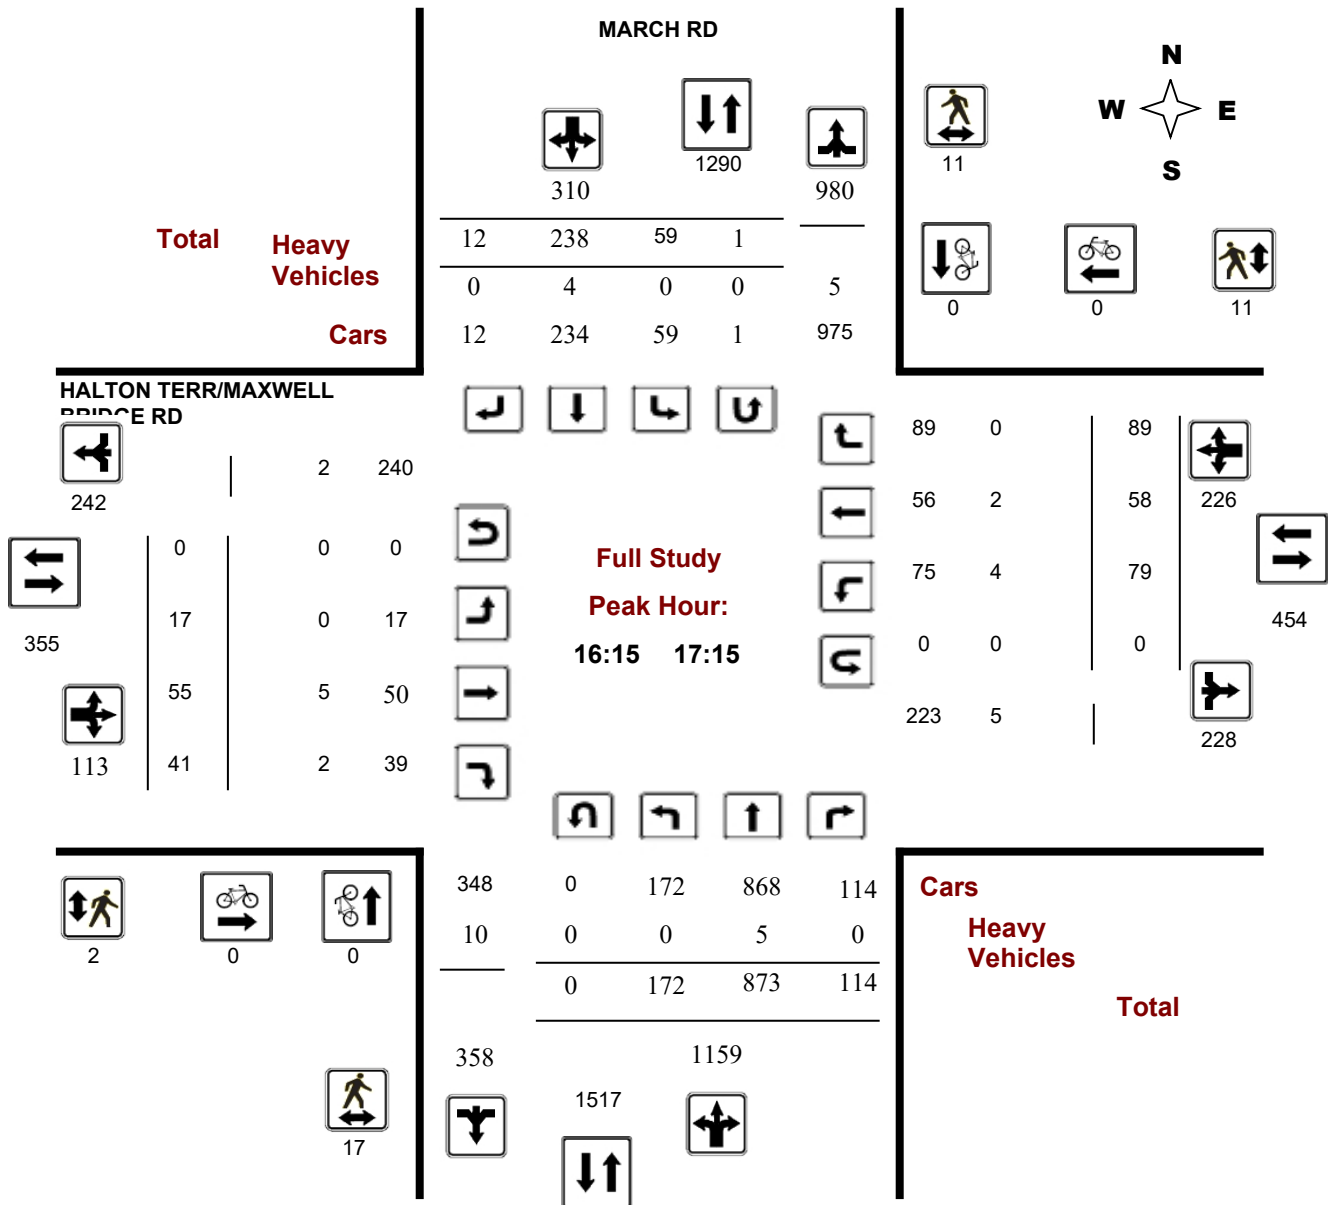 MARCH RD
N
W E
S
310
1290
980
11
Total
Heavy
Vehicles
Cars
12 238 59 1
0 4 0 0 5
12 234 59 1 975
0 0 11
HALTON TERR/MAXWELL
BRIDGE RD
242
2 240
0 0 0
17 0 17
355
55 5 50
113
41 2 39
Full Study
Peak Hour:
16:15 17:15
89 0 89
56 2 58
226
75 4 79
454
0 0 0
223 5
228
348 0 172 868 114
10 0 0 5 0
0 172 873 114
358
1159
1517
2 0 0
17
Cars
Heavy
Vehicles
Total